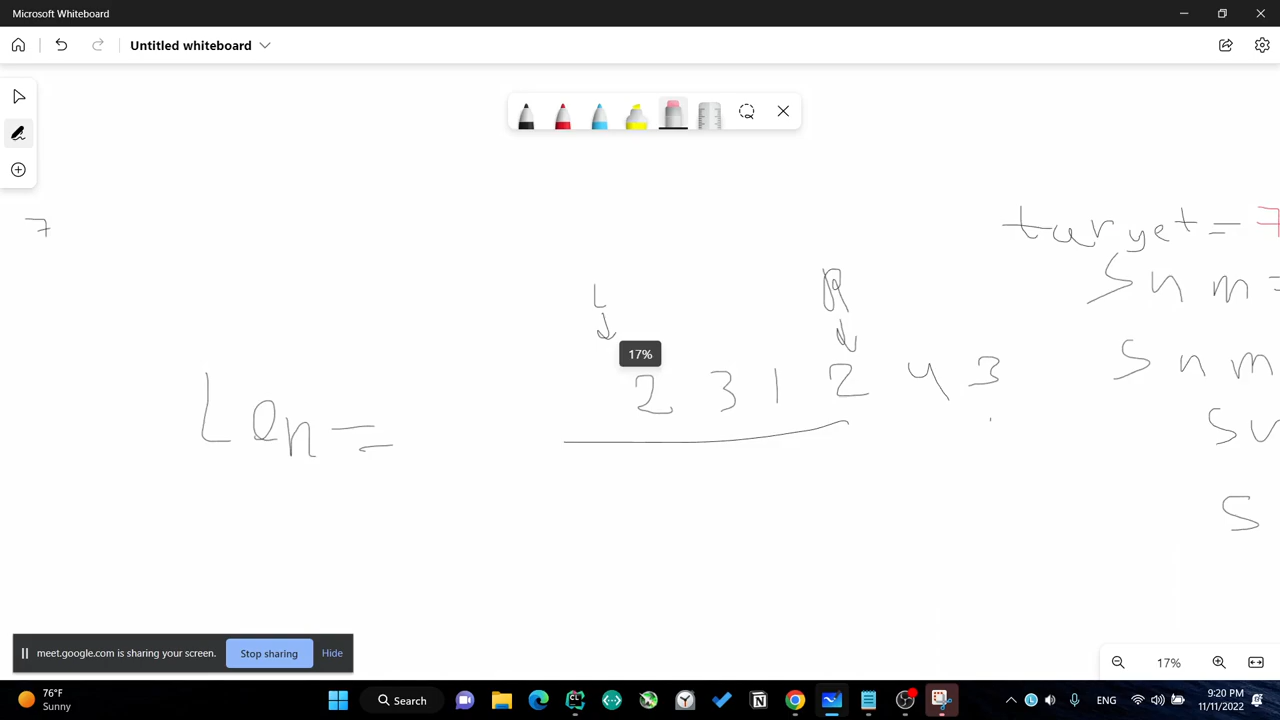 Microsoft Whiteboard
Untitled whiteboard
7
target = 7
Sum =
L
R
17%
2 3 1 2 4 3
Sum
Len =
Su
S
meet.google.com is sharing your screen.
Stop sharing
Hide
17%
76°F
Sunny
Search
ENG
9:20 PM
11/11/2022